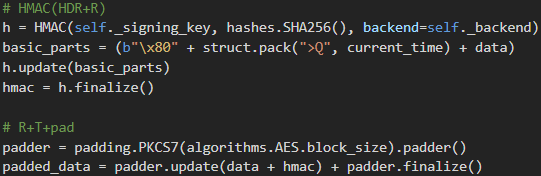 # HMAC(HDR+R)
h = HMAC(self._signing_key, hashes.SHA256(), backend=self._backend)
basic_parts = (b"\x80" + struct.pack(">Q", current_time) + data)
h.update(basic_parts)
hmac = h.finalize()
# R+T+pad
padder = padding.PKCS7(algorithms.AES.block_size).padder()
padded_data = padder.update(data + hmac) + padder.finalize()